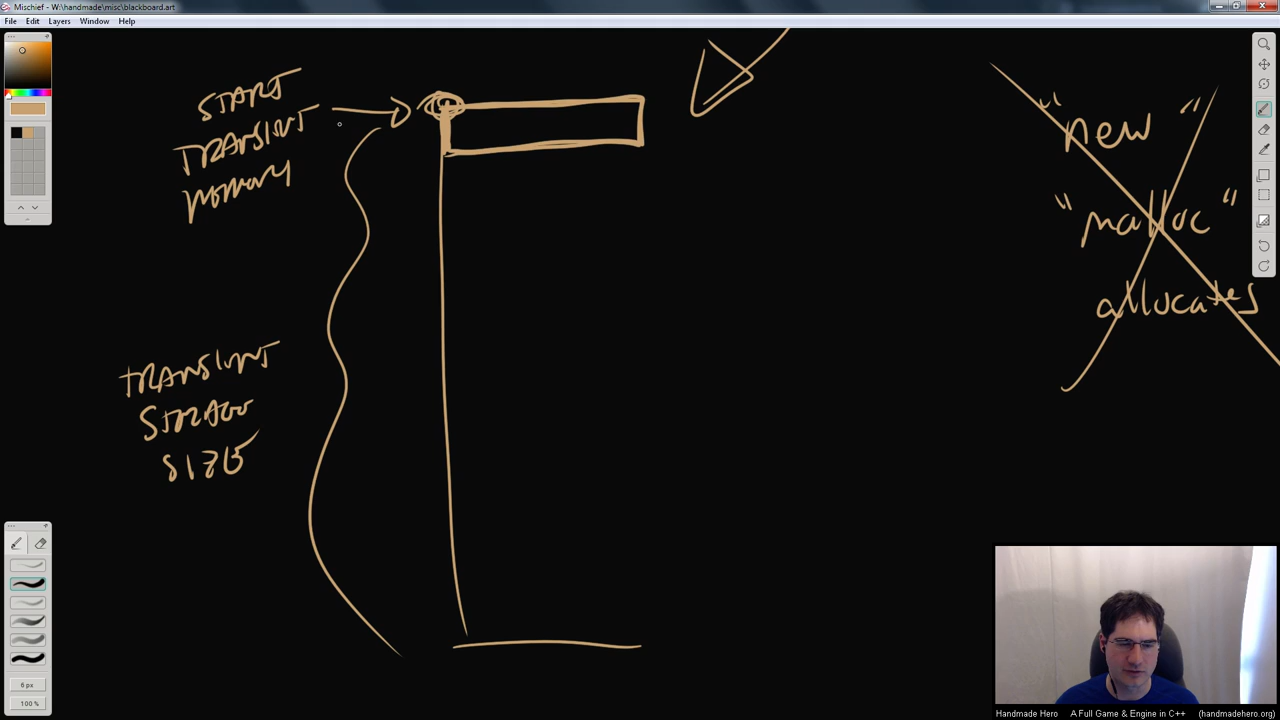 Mischief - W:\handmade\misc\blackboard.art
File Edit Layers Window Help
START
TRANSIENT
MEMORY
TRANSIENT
STORAGE
SIZE
"new"
"malloc"
allocates
6 px
100 %
Handmade Hero A Full Game & Engine in C++ (handmadehero.org)